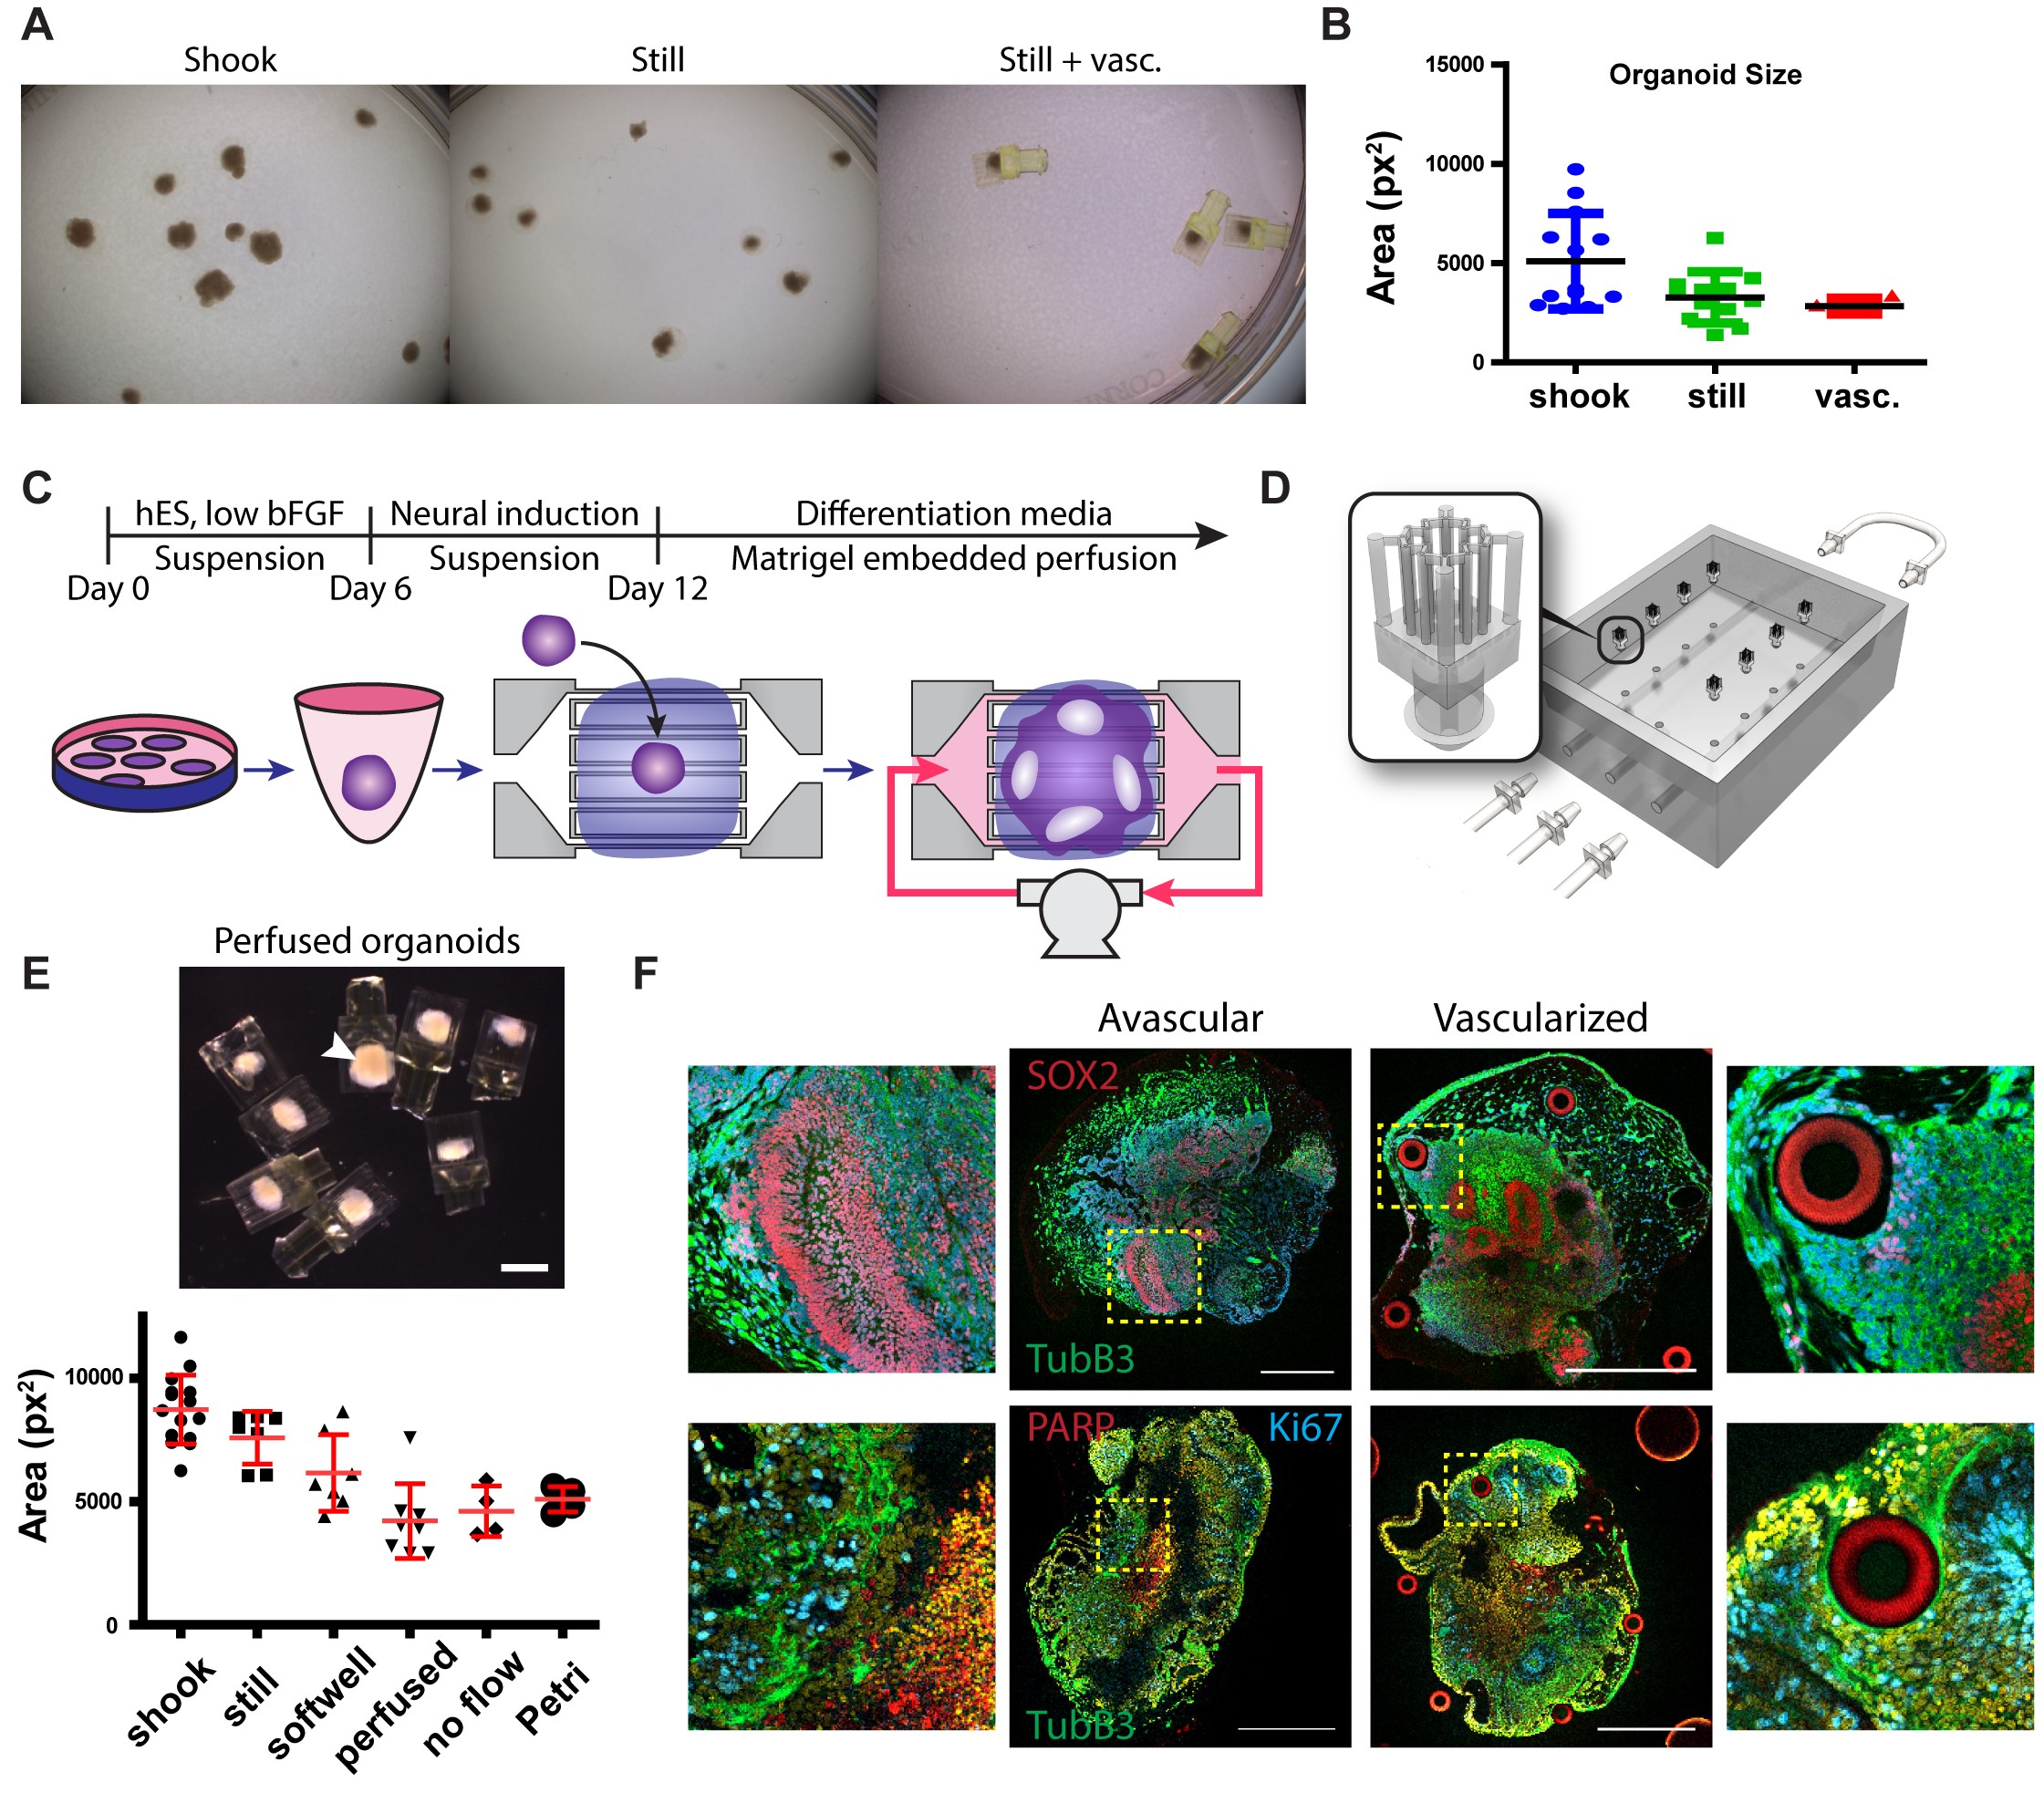 A
Shook
Still
Still + vasc.
B
Organoid Size
15000
10000
5000
0
Area (px²)
shook
still
vasc.
C
hES, low bFGF
Neural induction
Differentiation media
Suspension
Suspension
Matrigel embedded perfusion
Day 0
Day 6
Day 12
D
E
Perfused organoids
10000
5000
0
Area (px²)
shook
still
softwell
perfused
no flow
Petri
F
Avascular
Vascularized
SOX2
TubB3
PARP
Ki67
TubB3